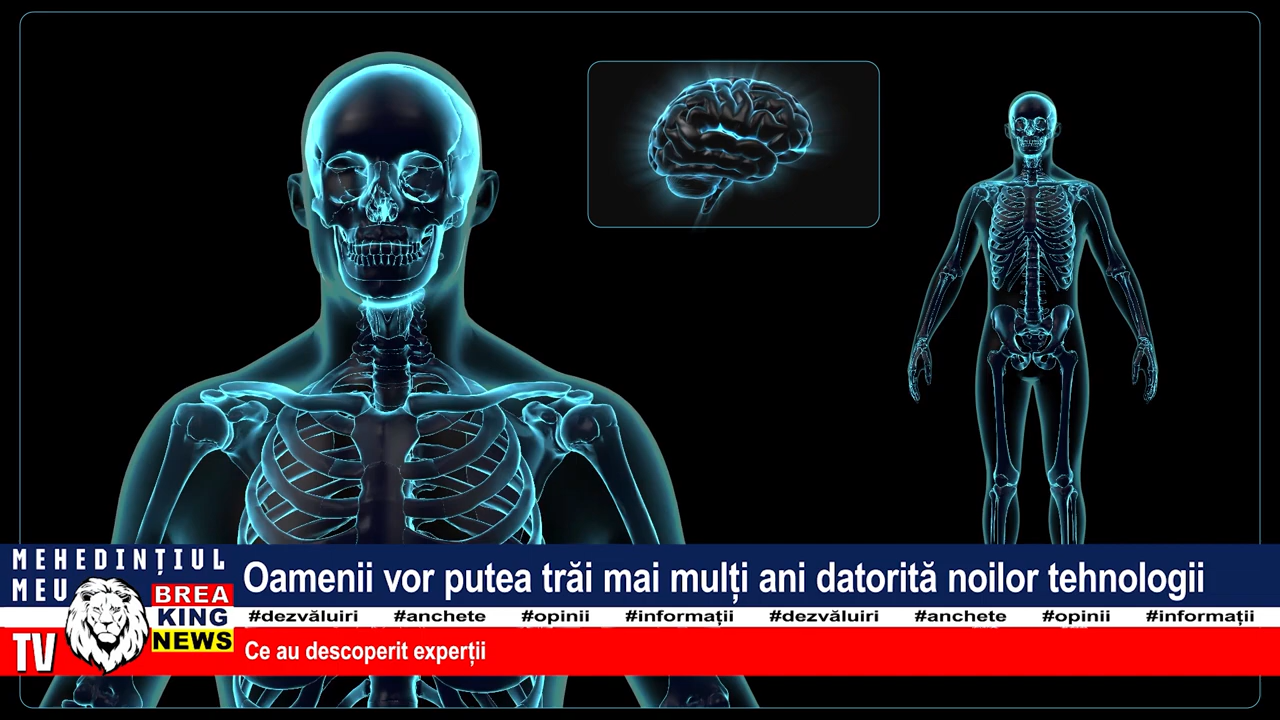 MEHEDINȚIUL
MEU
TV
BREA
KING
NEWS
Oamenii vor putea trăi mai mulți ani datorită noilor tehnologii
#dezvăluiri #anchete #opinii #informații #dezvăluiri #anchete #opinii #informații
Ce au descoperit experții